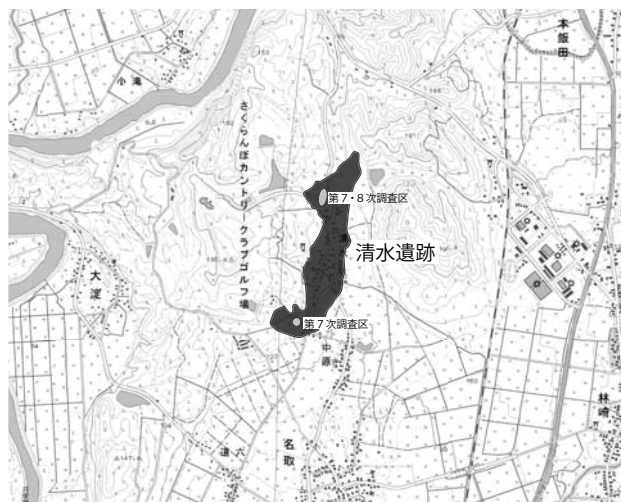 本飯田
小滝
さくらんぼカントリークラブゴルフ場
第7・8次調査区
清水遺跡
大淀
第7次調査区
中原
林崎
名取